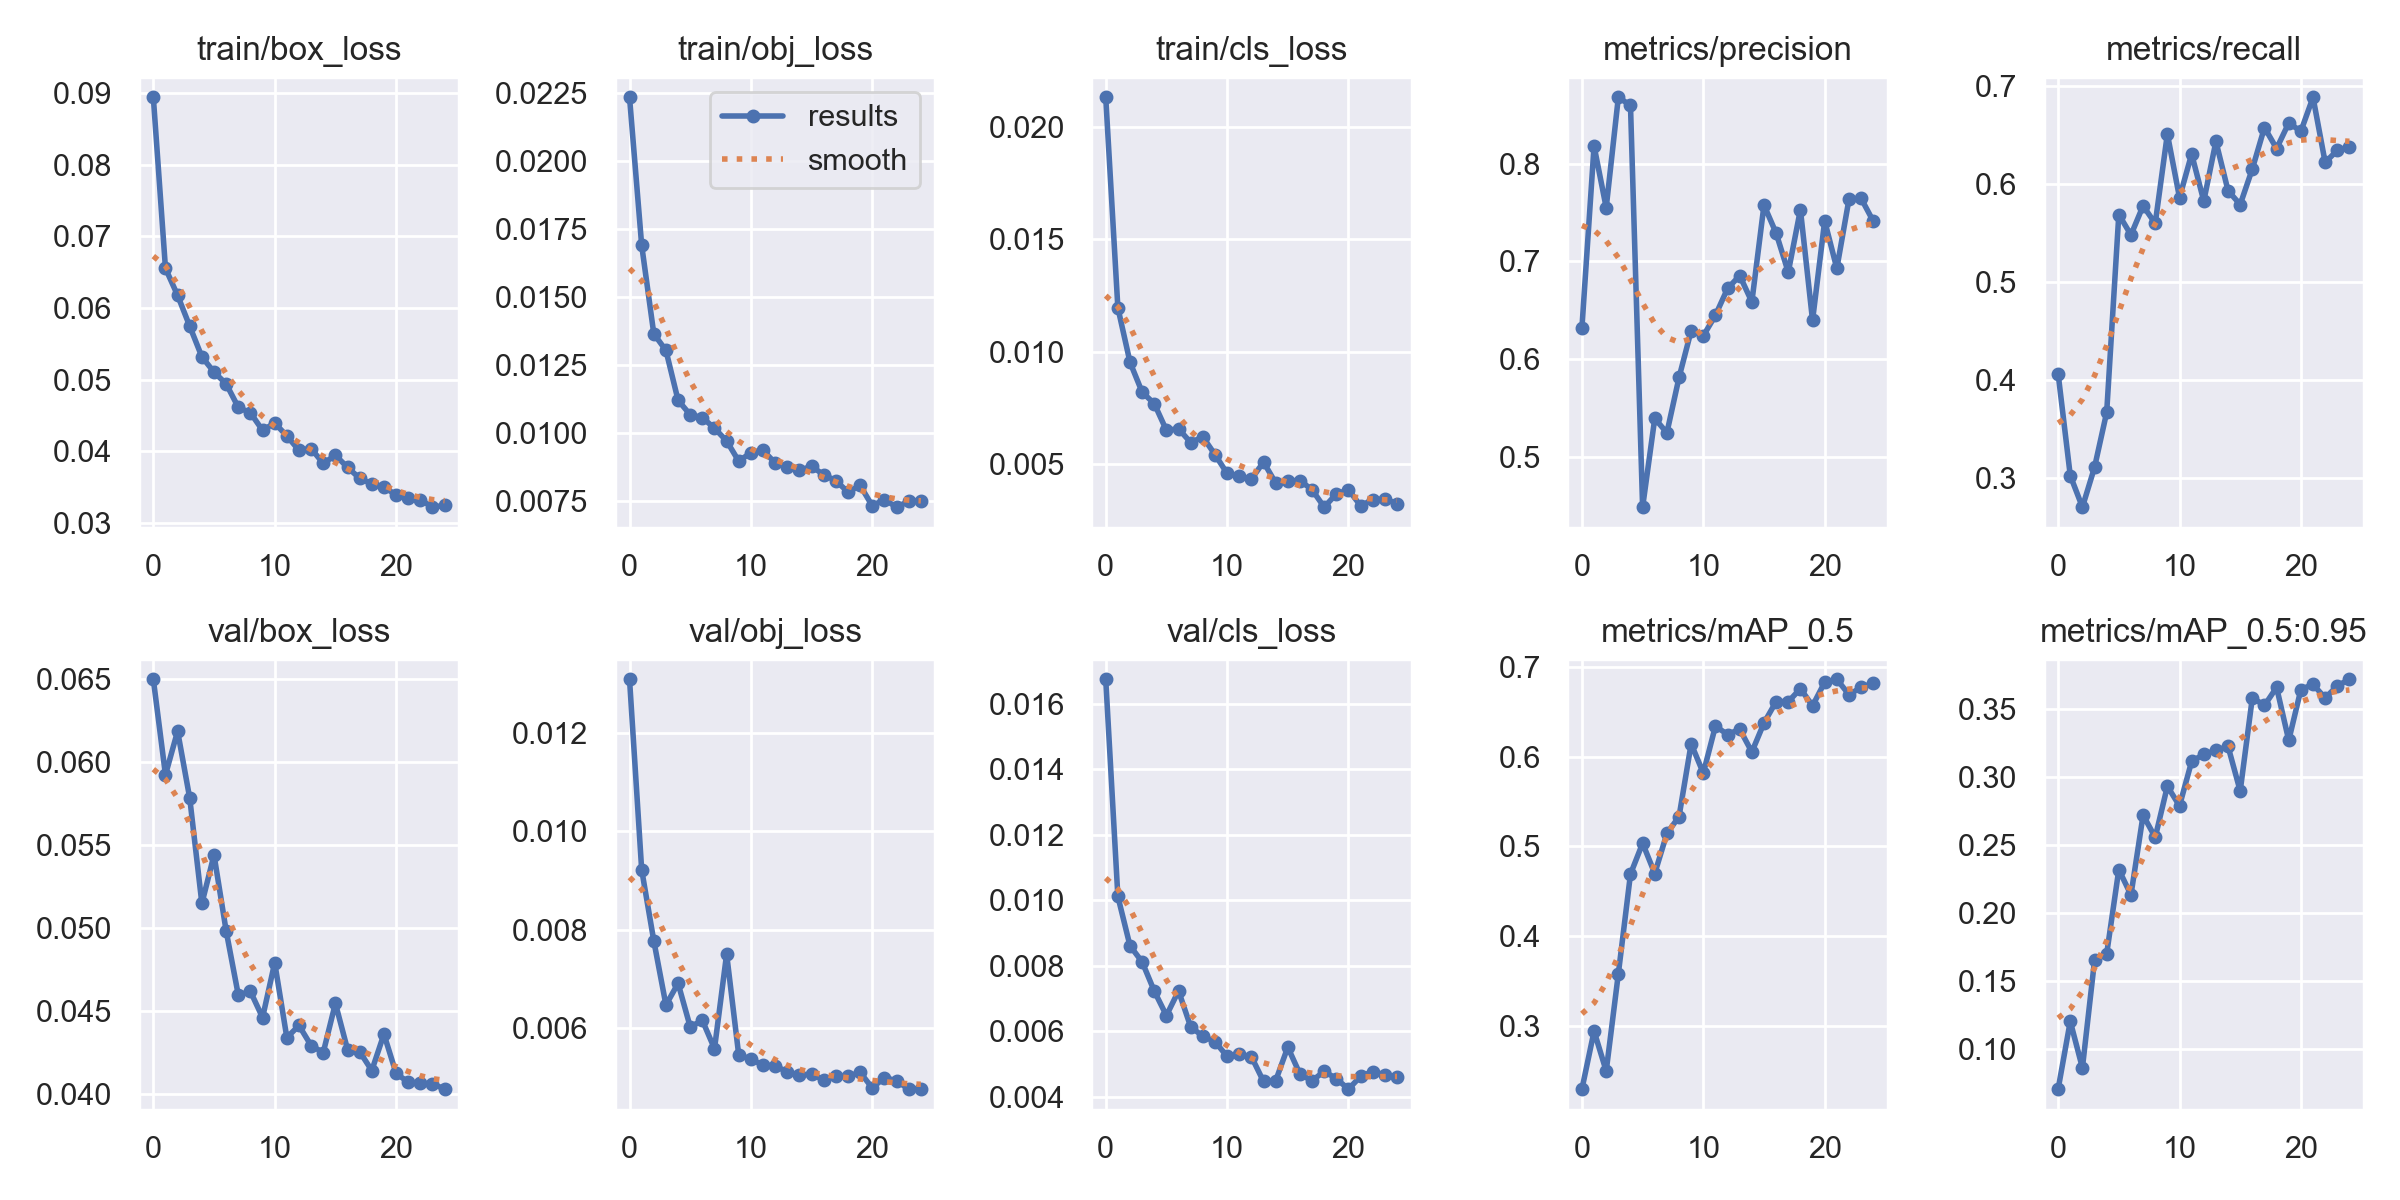 train/box_loss
0.09
0.08
0.07
0.06
0.05
0.04
0.03
0 10 20
train/obj_loss
results
smooth
0.0225
0.0200
0.0175
0.0150
0.0125
0.0100
0.0075
0 10 20
train/cls_loss
0.020
0.015
0.010
0.005
0 10 20
metrics/precision
0.8
0.7
0.6
0.5
0 10 20
metrics/recall
0.7
0.6
0.5
0.4
0.3
0 10 20
val/box_loss
0.065
0.060
0.055
0.050
0.045
0.040
0 10 20
val/obj_loss
0.012
0.010
0.008
0.006
0 10 20
val/cls_loss
0.016
0.014
0.012
0.010
0.008
0.006
0.004
0 10 20
metrics/mAP_0.5
0.7
0.6
0.5
0.4
0.3
0 10 20
metrics/mAP_0.5:0.95
0.35
0.30
0.25
0.20
0.15
0.10
0 10 20